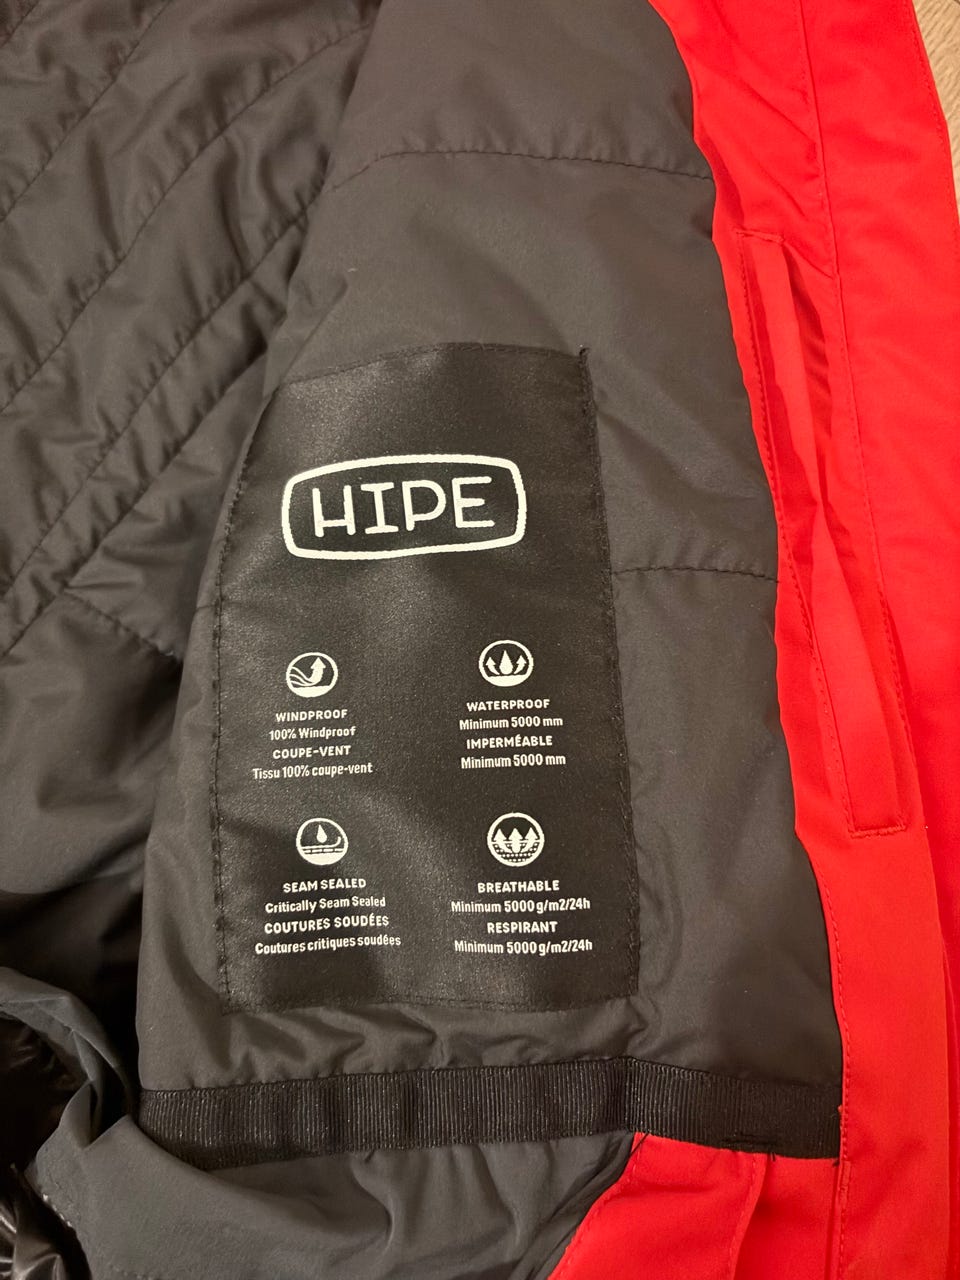 HIPE
WINDPROOF
100% Windproof
COUPE-VENT
Tissu 100% coupe-vent
WATERPROOF
Minimum 5000 mm
IMPERMÉABLE
Minimum 5000 mm
SEAM SEALED
Critically Seam Sealed
COUTURES SOUDÉES
Coutures critiques soudées
BREATHABLE
Minimum 5000 g/m2/24h
RESPIRANT
Minimum 5000 g/m2/24h